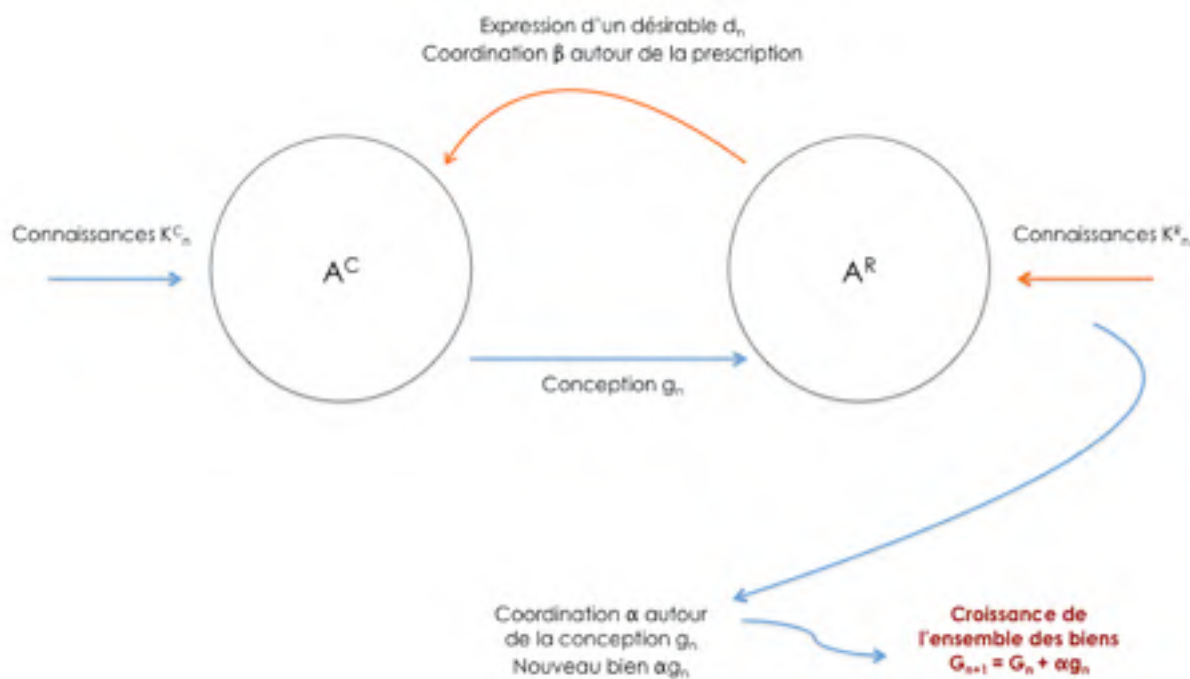 Expression d'un désirable dₙ
Coordination β autour de la prescription
Connaissances Kᶜₙ
Connaissances Kᴿₙ
Aᶜ
Aᴿ
Conception gₙ
Coordination α autour
de la conception gₙ
Nouveau bien αgₙ
Croissance de
l'ensemble des biens
Gₙ₊₁ = Gₙ + αgₙ